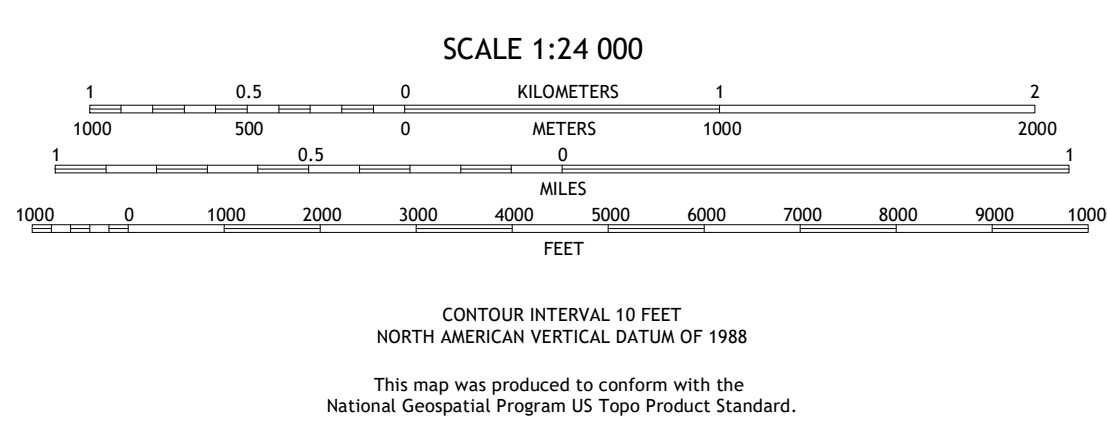 SCALE 1:24 000
1 0.5 0 KILOMETERS 1 2
1000 500 0 METERS 1000 2000
1 0.5 0 1
MILES
1000 0 1000 2000 3000 4000 5000 6000 7000 8000 9000 1000
FEET
CONTOUR INTERVAL 10 FEET
NORTH AMERICAN VERTICAL DATUM OF 1988
This map was produced to conform with the
National Geospatial Program US Topo Product Standard.